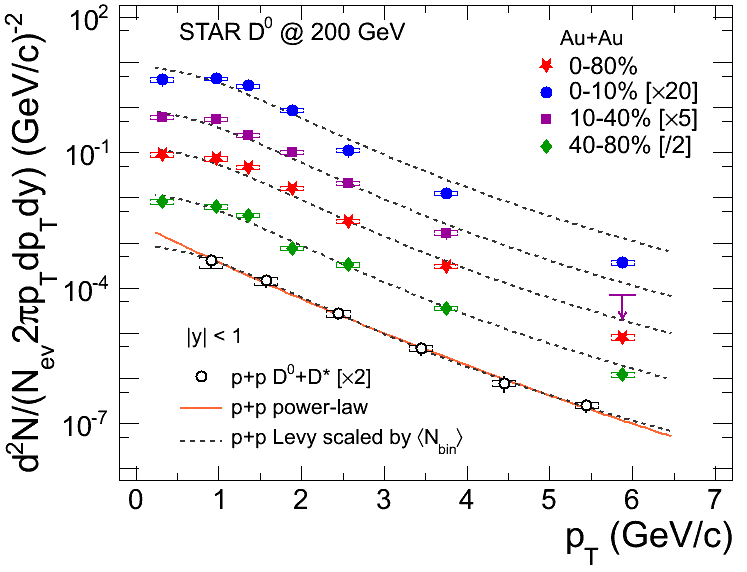 STAR D⁰ @ 200 GeV
Au+Au
0-80%
0-10% [×20]
10-40% [×5]
40-80% [/2]
|y| < 1
p+p D⁰+D* [×2]
p+p power-law
p+p Levy scaled by ⟨N_bin⟩
d²N/(N_ev 2πp_T dp_T dy) (GeV/c)⁻²
10²
10⁻¹
10⁻⁴
10⁻⁷
0 1 2 3 4 5 6 7
p_T (GeV/c)